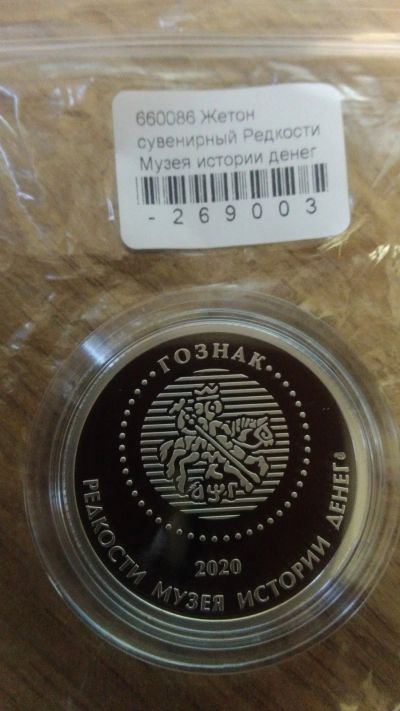 660086 Жетон
сувенирный Редкости
Музея истории денег
- 269003
ГОЗНАК
2020
РЕДКОСТИ МУЗЕЯ ИСТОРИИ ДЕНЕГ